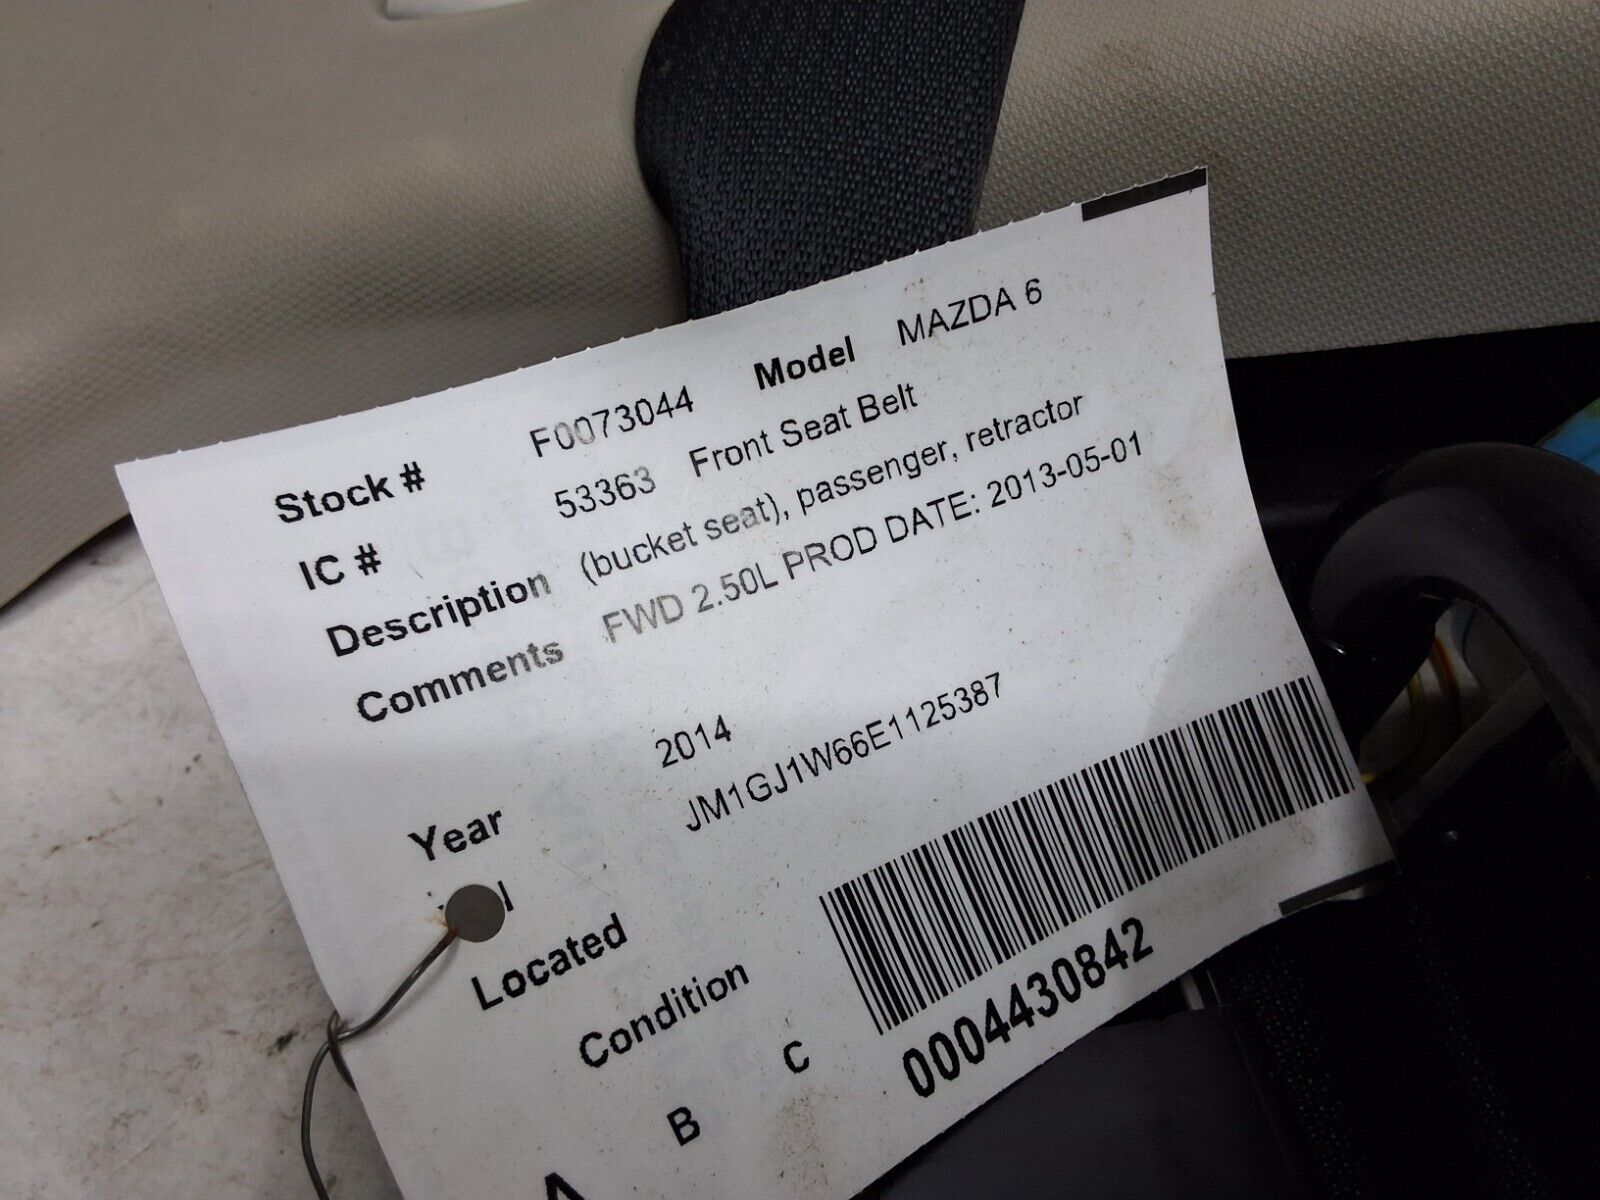 Stock # F0073044 Model MAZDA 6
IC # 53363 Front Seat Belt
Description (bucket seat), passenger, retractor
Comments FWD 2.50L PROD DATE: 2013-05-01
Year 2014
JM1GJ1W66E1125387
Located
Condition
A B C
0004430842